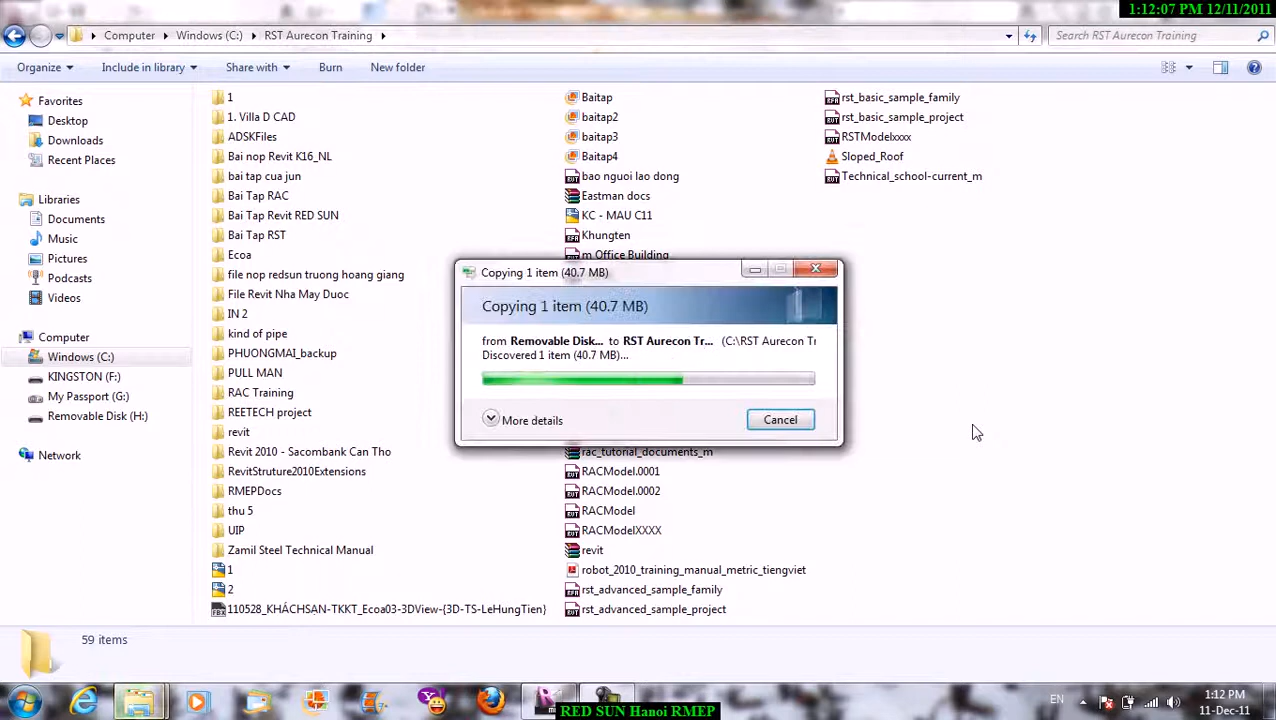 1:12:07 PM 12/11/2011
Computer ▸ Windows (C:) ▸ RST Aurecon Training ▸
Search RST Aurecon Training
Organize
Include in library
Share with
Burn
New folder
Favorites
Desktop
Downloads
Recent Places
Libraries
Documents
Music
Pictures
Podcasts
Videos
Computer
Windows (C:)
KINGSTON (F:)
My Passport (G:)
Removable Disk (H:)
Network
1
1. Villa D CAD
ADSKFiles
Bai nop Revit K16_NL
bai tap cua jun
Bai Tap RAC
Bai Tap Revit RED SUN
Bai Tap RST
Ecoa
file nop redsun truong hoang giang
File Revit Nha May Duoc
IN 2
kind of pipe
PHUONGMAI_backup
PULL MAN
RAC Training
REETECH project
revit
Revit 2010 - Sacombank Can Tho
RevitStruture2010Extensions
RMEPDocs
thu 5
UIP
Zamil Steel Technical Manual
1
2
110528_KHÁCHSAN-TKKT_Ecoa03-3DView-{3D-TS-LeHungTien}
Baitap
baitap2
baitap3
Baitap4
bao nguoi lao dong
Eastman docs
KC - MAU C11
Khungten
m Office Building
rac_tutorial_documents_m
RACModel.0001
RACModel.0002
RACModel
RACModelXXXX
revit
robot_2010_training_manual_metric_tiengviet
rst_advanced_sample_family
rst_advanced_sample_project
rst_basic_sample_family
rst_basic_sample_project
RSTModelxxxx
Sloped_Roof
Technical_school-current_m
Copying 1 item (40.7 MB)
Copying 1 item (40.7 MB)
from Removable Disk... to RST Aurecon Tr... (C:\RST Aurecon Tr
Discovered 1 item (40.7 MB)...
More details
Cancel
59 items
EN
1:12 PM
11-Dec-11
RED SUN Hanoi RMEP